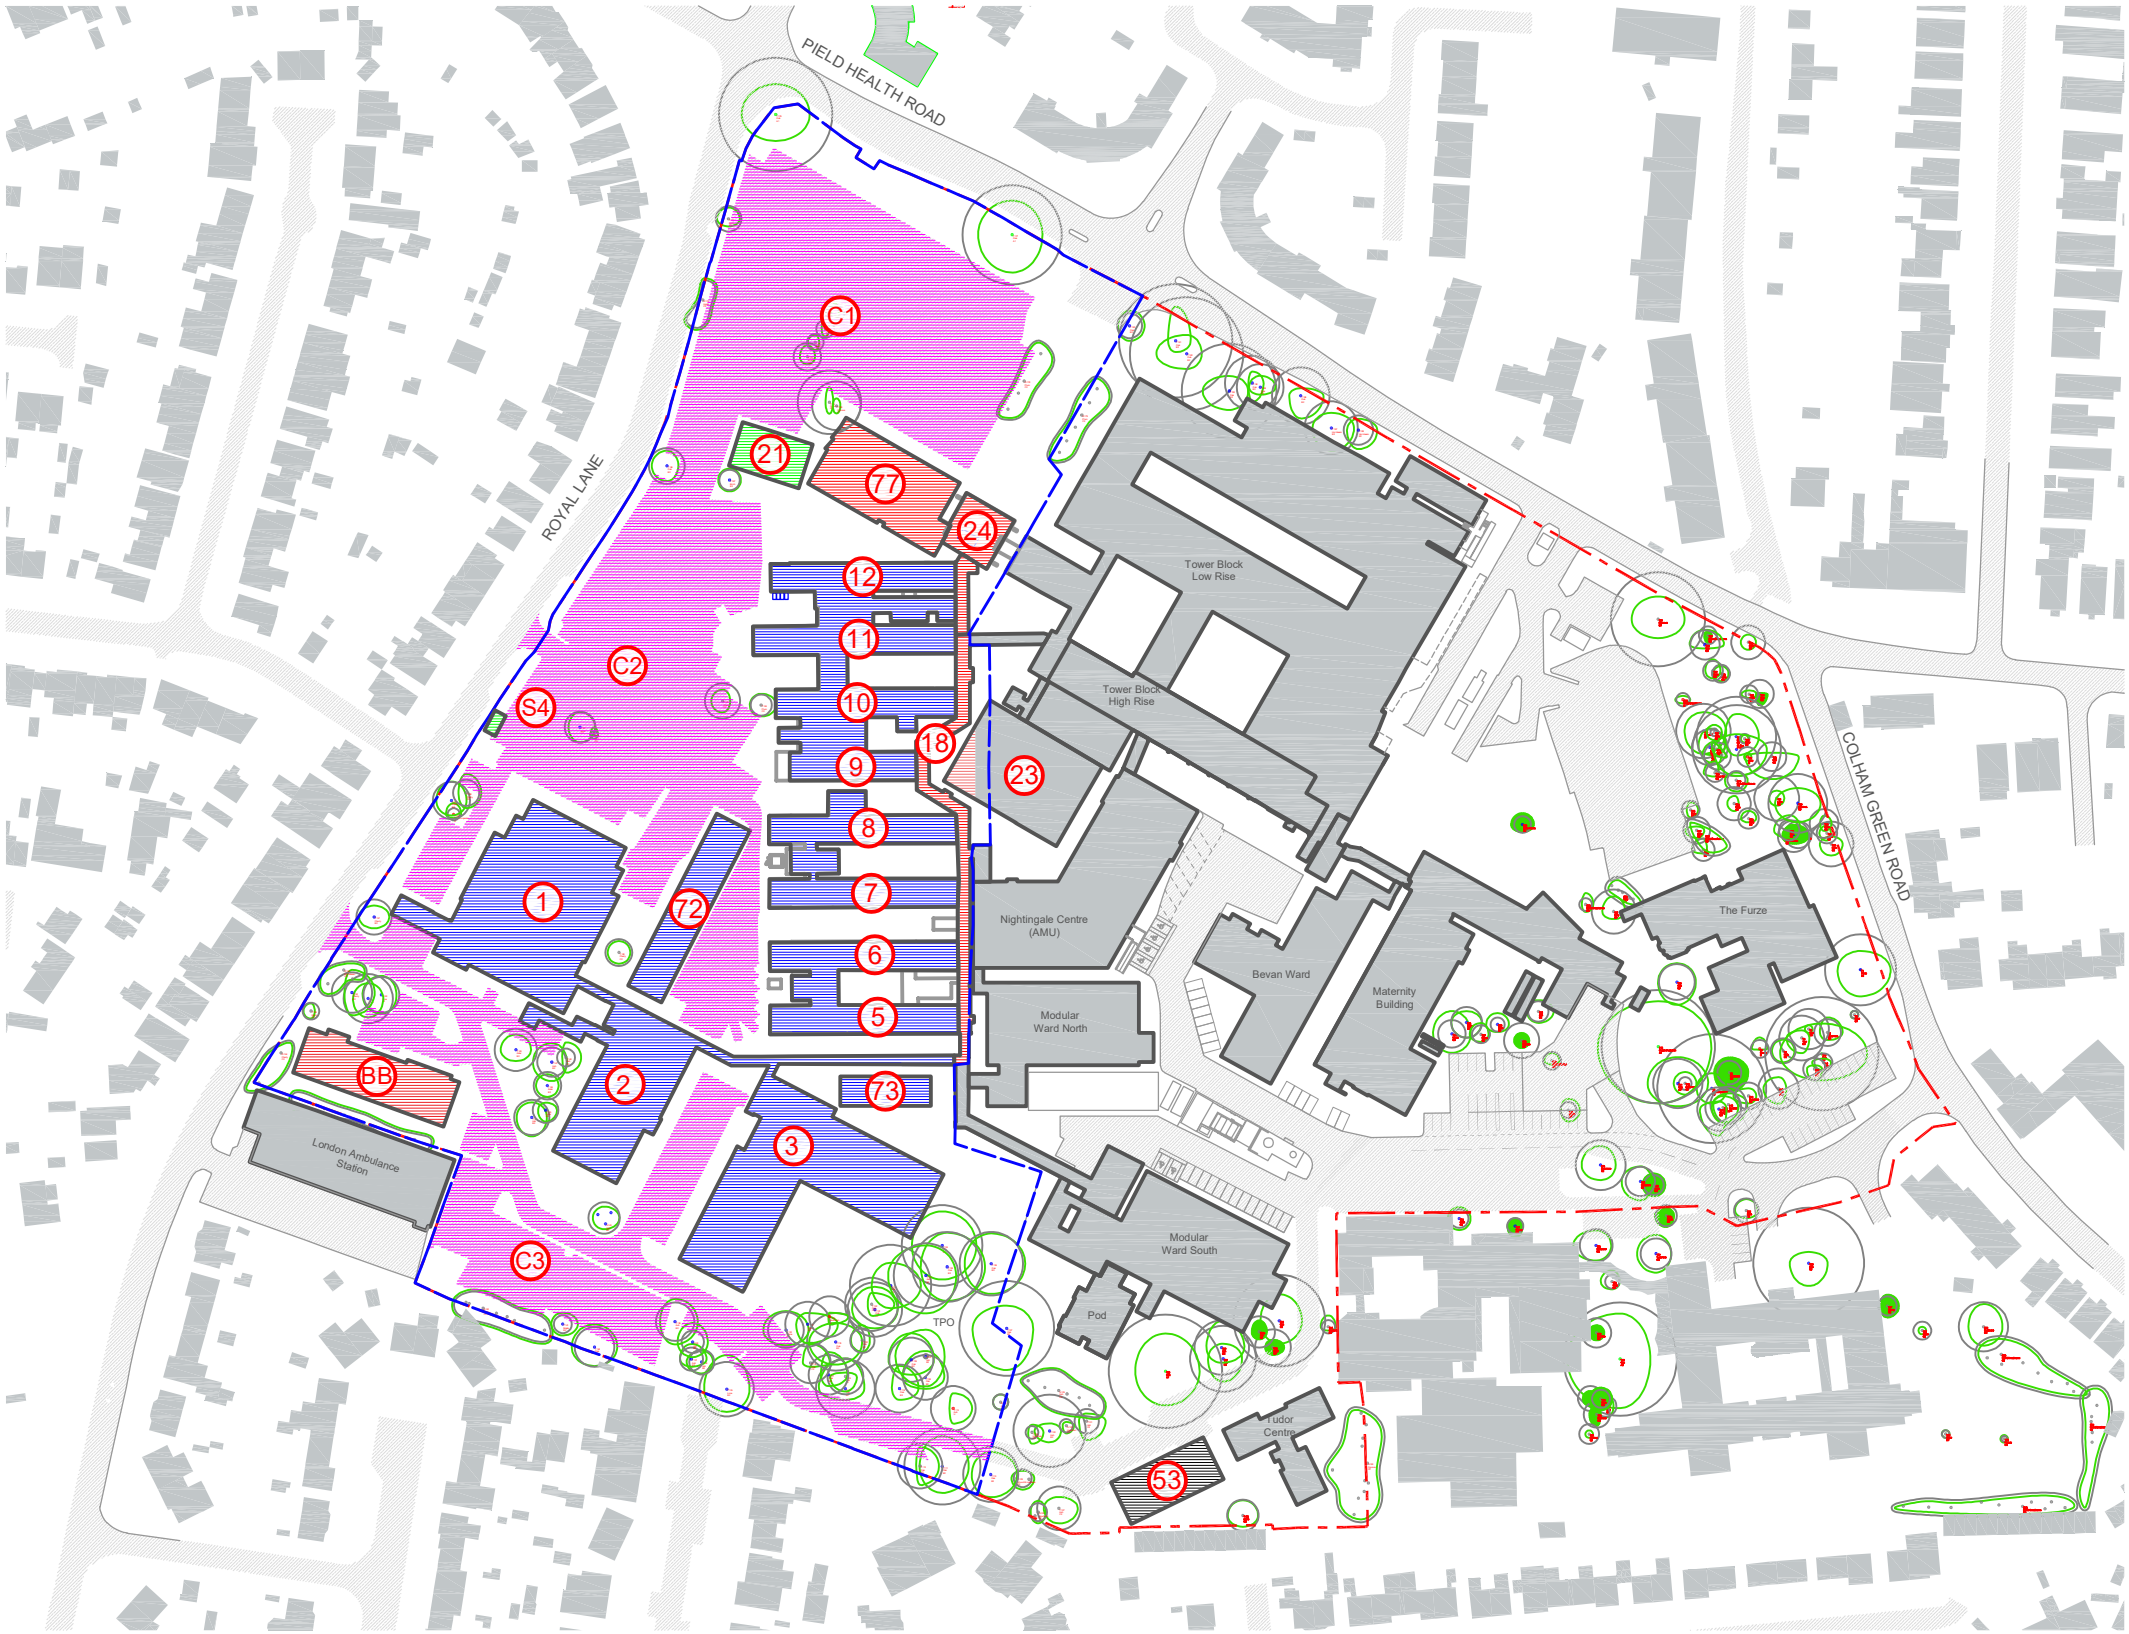 PIELD HEALTH ROAD
C1
ROYAL LANE
21
77
24
12
Tower Block
Low Rise
11
C2
10
Tower Block
High Rise
S4
18
9
23
COLHAM GREEN ROAD
8
7
1
72
Nightingale Centre
(AMU)
The Furze
6
Bevan Ward
Maternity
Building
5
Modular
Ward North
BB
2
73
3
London Ambulance
Station
C3
Modular
Ward South
Pod
TPO
Tudor
Centre
53